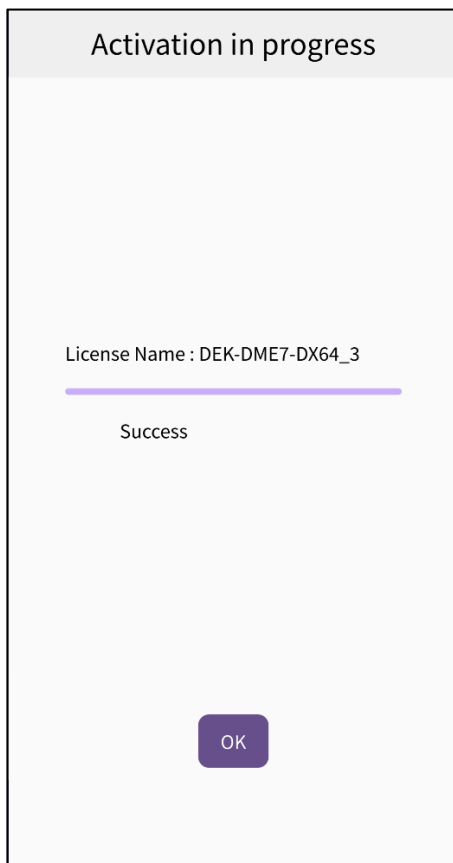 Activation in progress
License Name : DEK-DME7-DX64_3
Success
OK